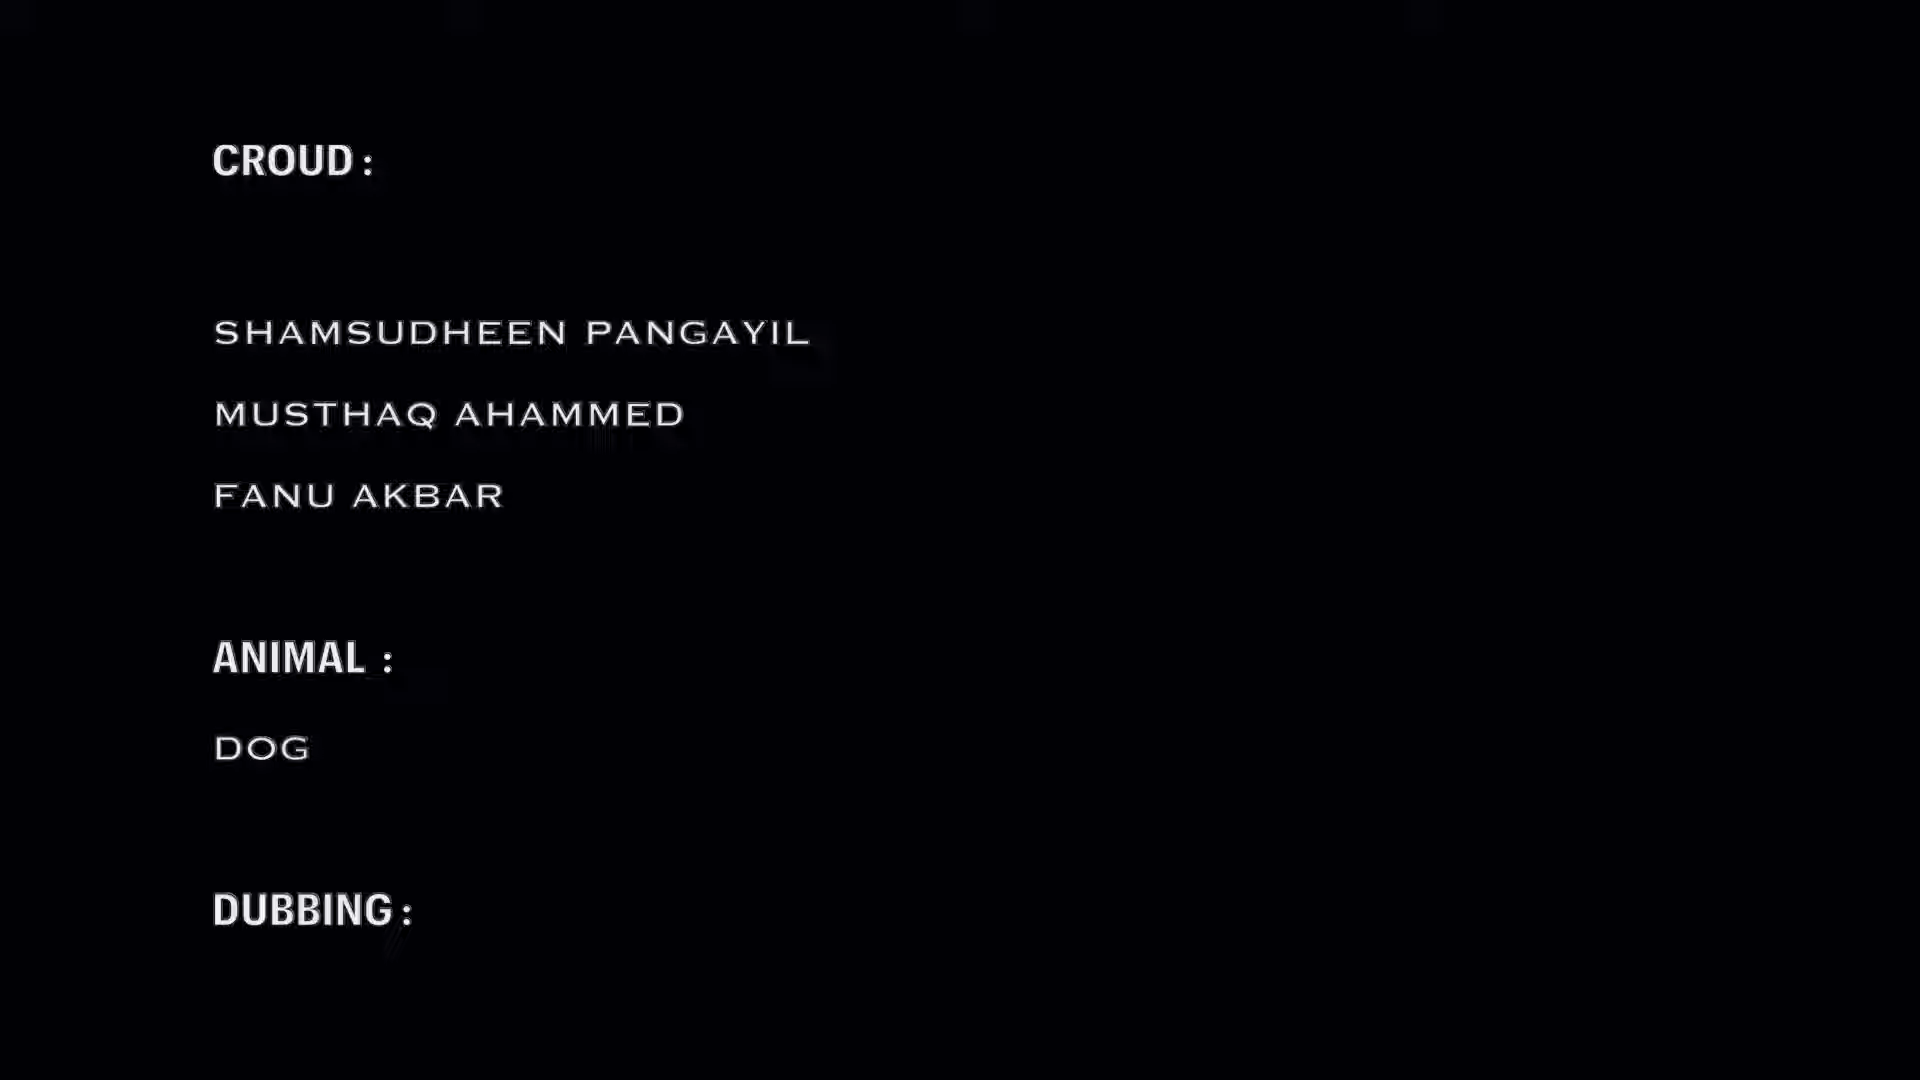 CROUD :
SHAMSUDHEEN PANGAYIL
MUSTHAQ AHAMMED
FANU AKBAR
ANIMAL :
DOG
DUBBING :